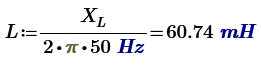 L := X_L / (2 • π • 50 Hz) = 60.74 mH